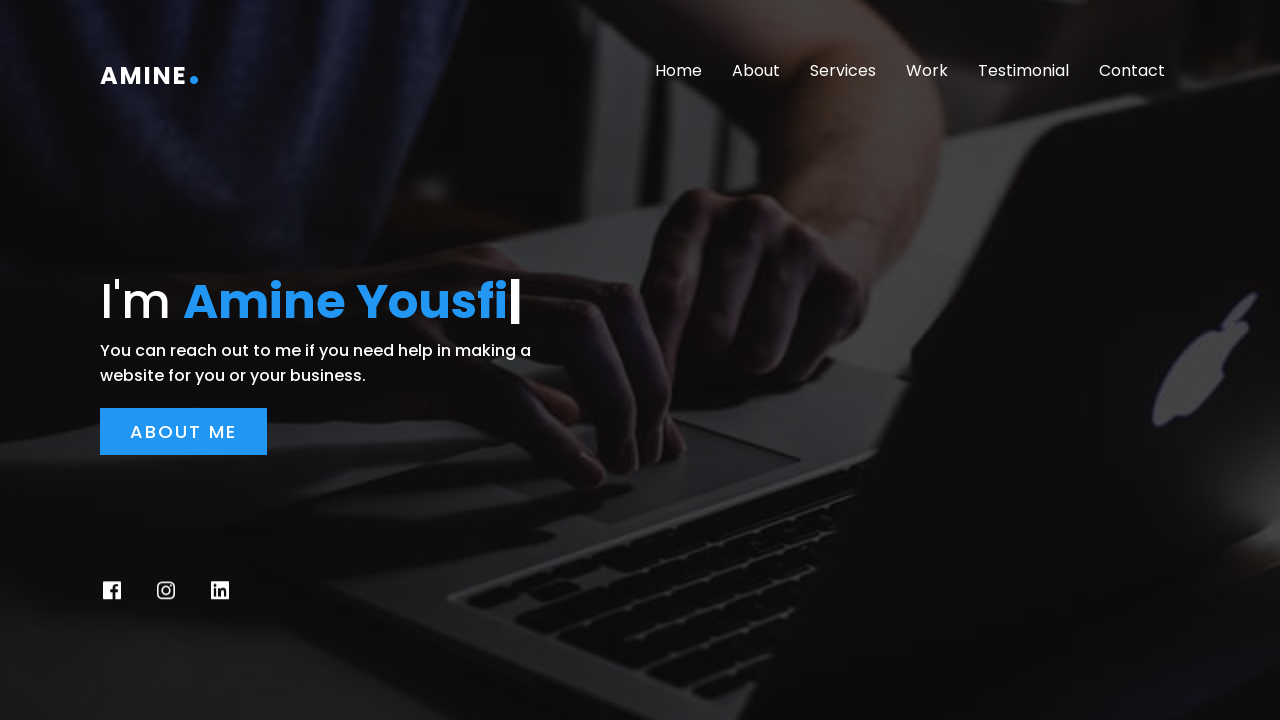 AMINE.
Home About Services Work Testimonial Contact
I'm Amine Yousfi|
You can reach out to me if you need help in making a
website for you or your business.
ABOUT ME